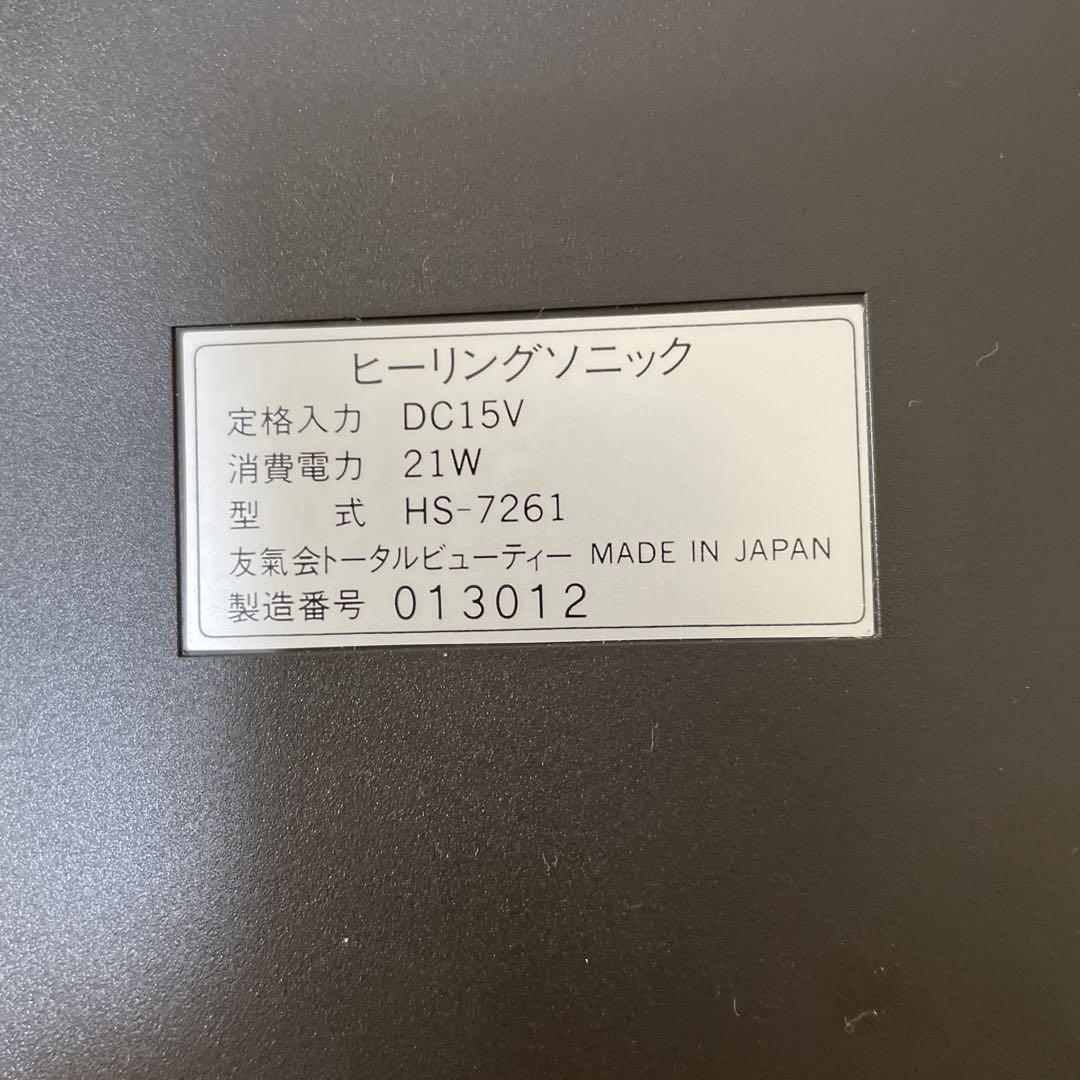 ヒーリングソニック
定格入力 DC15V
消費電力 21W
型 式 HS-7261
友氣会トータルビューティー MADE IN JAPAN
製造番号 013012